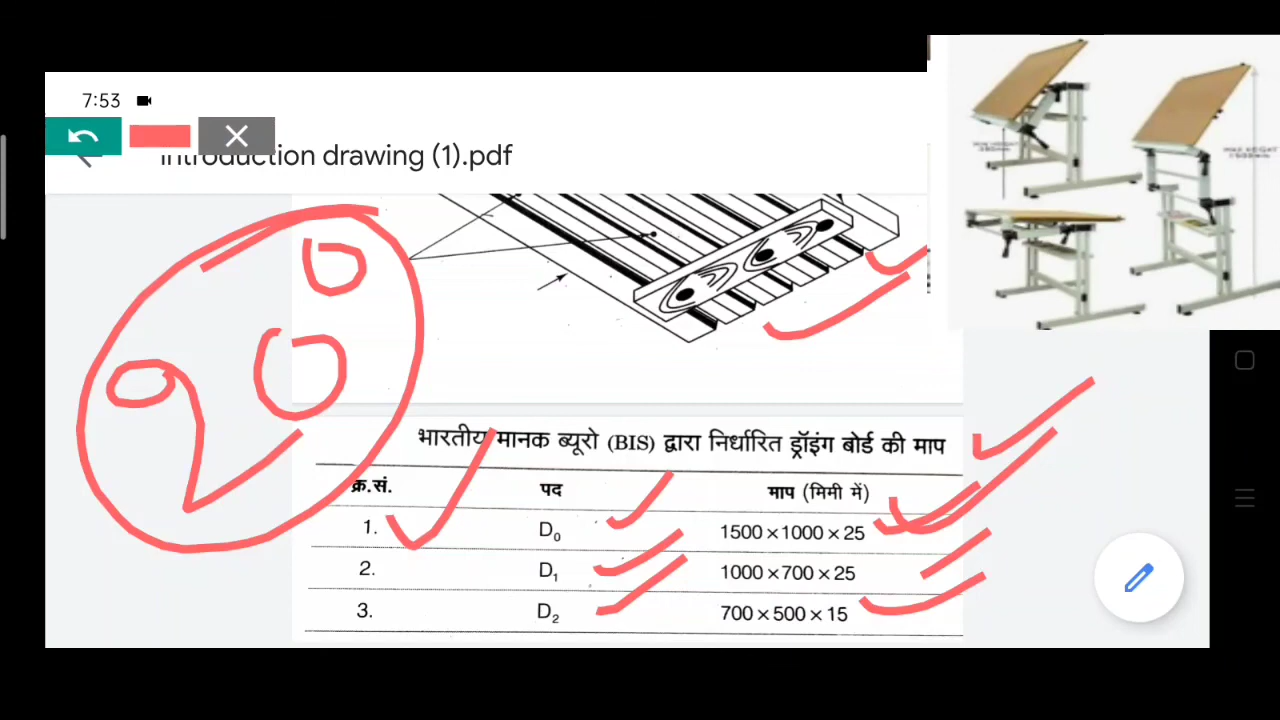 7:53
Introduction drawing (1).pdf
भारतीय मानक ब्यूरो (BIS) द्वारा निर्धारित ड्रॉइंग बोर्ड की माप
क्र.सं. पद माप (मिमी में)
1. D₀ 1500×1000×25
2. D₁ 1000×700×25
3. D₂ 700×500×15